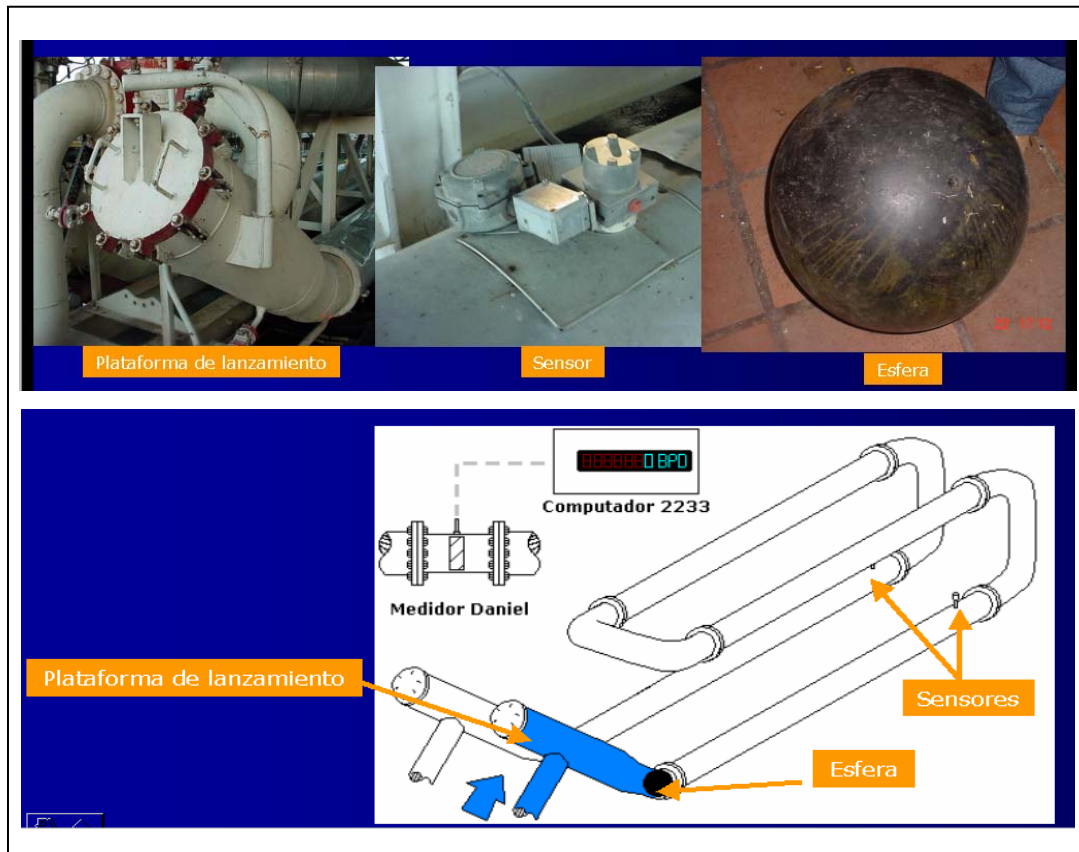 Plataforma de lanzamiento
Sensor
Esfera
0 BPD
Computador 2233
Medidor Daniel
Plataforma de lanzamiento
Sensores
Esfera